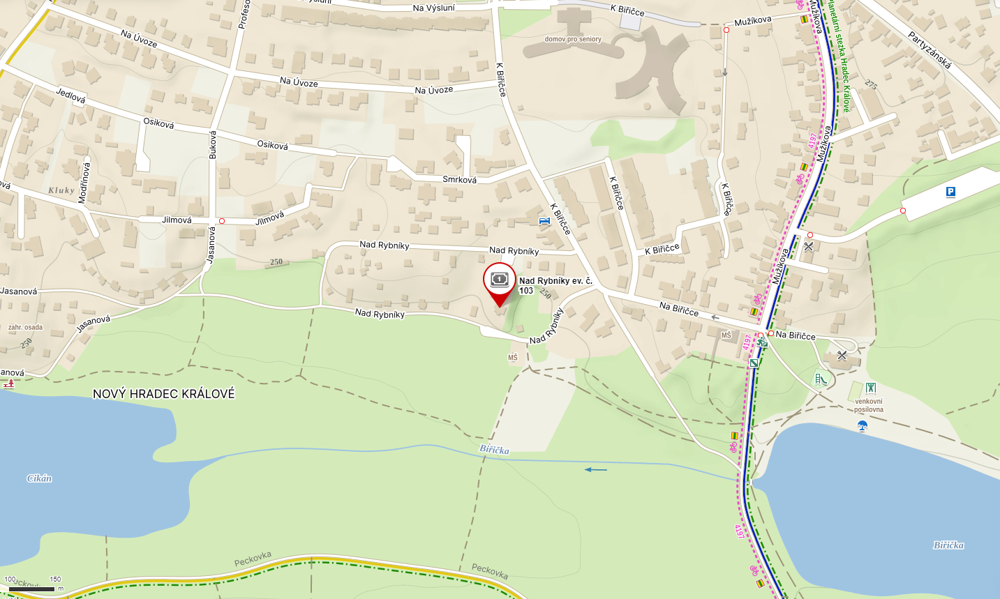 Na Výsluní
K Biřičce
Mužíkova
Mužíkova
Planetární stezka Hradec Králové
Partyzánská
Na Úvoze
domov pro seniory
K Biřičce
Na Úvoze
Na Úvoze
275
Jedlová
Osiková
Buková
Osiková
4197
Mužíkova
Modřínová
Kluky
Smrková
K Biřičce
K Biřičce
P
Jilmová
Jilmová
K Biřičce
Jasanová
Nad Rybníky
Nad Rybníky
K Biřičce
250
Mužíkova
1
Nad Rybníky ev. č.
103
250
Jasanová
Na Biřičce
Nad Rybníky
Nad Rybníky
Jasanová
zahr. osada
250
MŠ
4197
Na Biřičce
MŠ
NOVÝ HRADEC KRÁLOVÉ
venkovní
posilovna
Biřička
Cikán
4197
Biřička
Peckovka
Peckovka
100
150
m